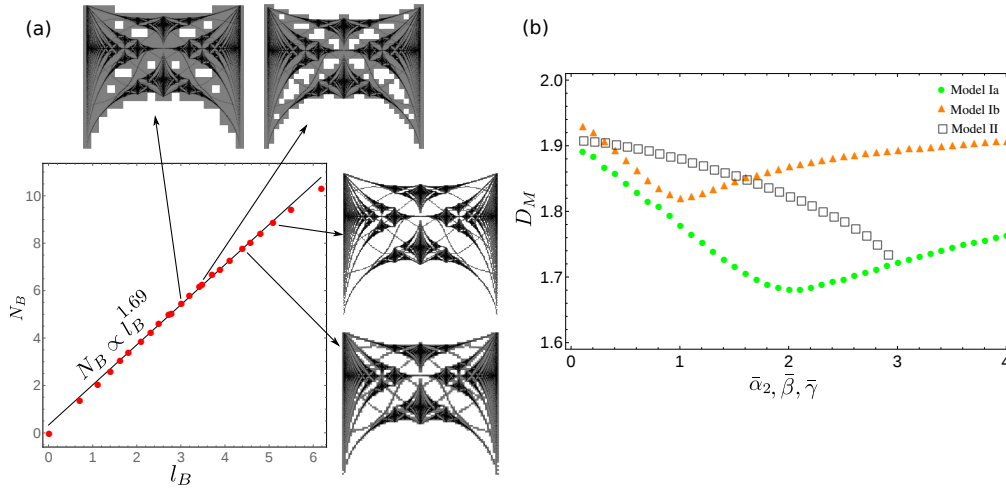 (a)
(b)
10
8
6
4
2
0
N_B
N_B ∝ l_B^1.69
0 1 2 3 4 5 6
l_B
2.0
1.9
1.8
1.7
1.6
D_M
Model Ia
Model Ib
Model II
0 1 2 3 4
ᾱ₂, β̄, γ̄